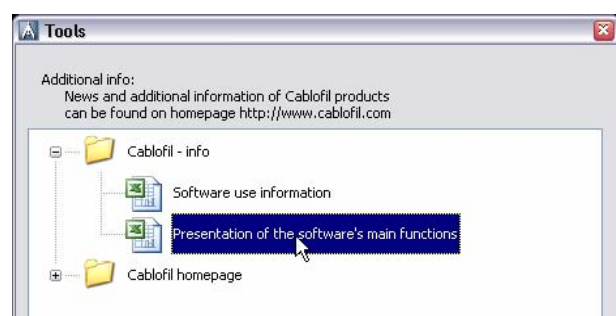 Tools
Additional info:
News and additional information of Cablofil products
can be found on homepage http://www.cablofil.com
Cablofil - info
Software use information
Presentation of the software's main functions
Cablofil homepage